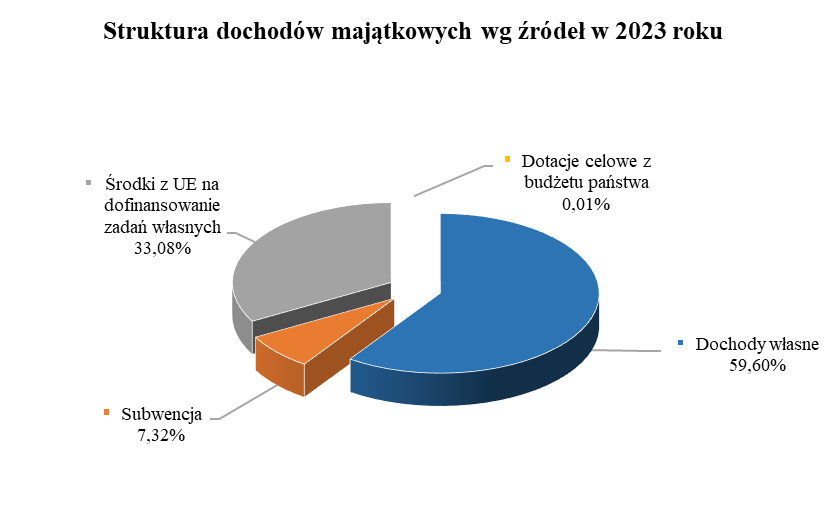 Struktura dochodów majątkowych wg źródeł w 2023 roku
Dotacje celowe z
budżetu państwa
0,01%
Środki z UE na
dofinansowanie
zadań własnych
33,08%
Dochody własne
59,60%
Subwencja
7,32%